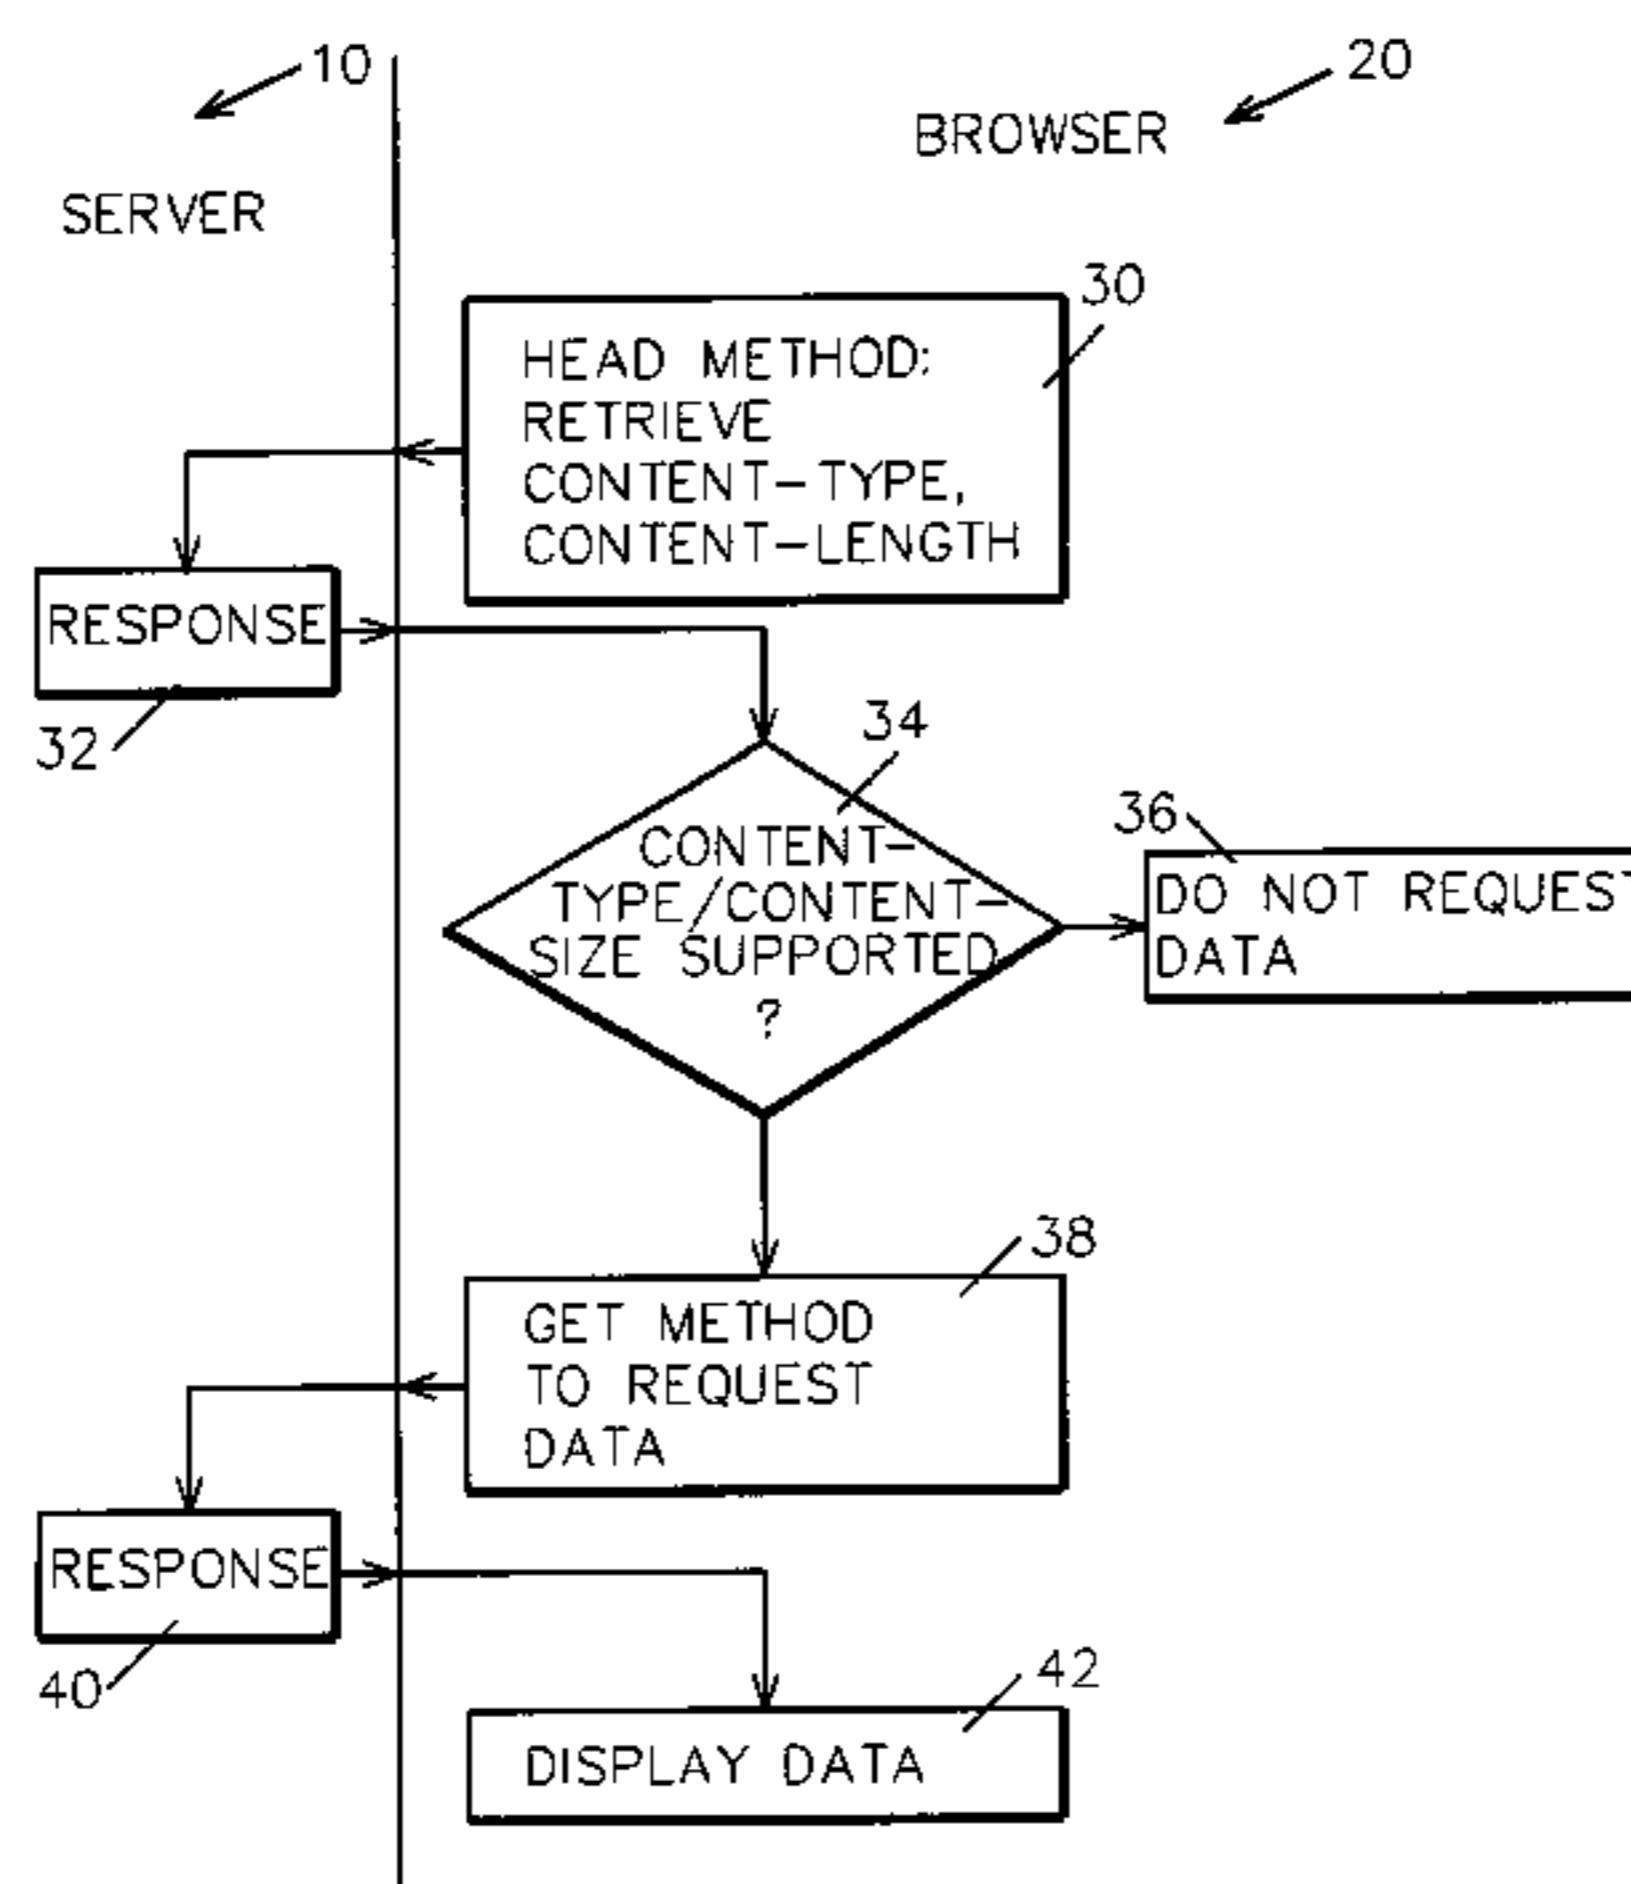 10
20
BROWSER
SERVER
30
HEAD METHOD:
RETRIEVE
CONTENT-TYPE,
CONTENT-LENGTH
RESPONSE
32
34
CONTENT-
TYPE/CONTENT-
SIZE SUPPORTED
?
36
DO NOT REQUEST
DATA
38
GET METHOD
TO REQUEST
DATA
RESPONSE
40
42
DISPLAY DATA